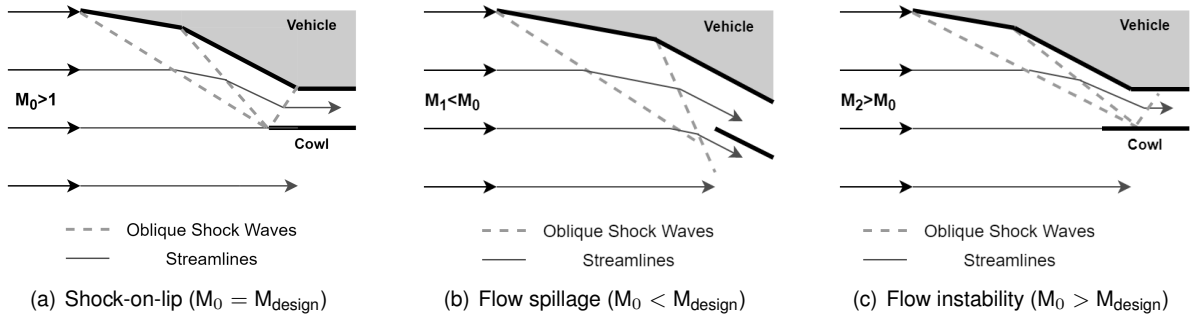 Vehicle
M0>1
Cowl
Oblique Shock Waves
Streamlines
(a) Shock-on-lip (M0 = Mdesign)
Vehicle
M1<M0
Oblique Shock Waves
Streamlines
(b) Flow spillage (M0 < Mdesign)
Vehicle
M2>M0
Cowl
Oblique Shock Waves
Streamlines
(c) Flow instability (M0 > Mdesign)